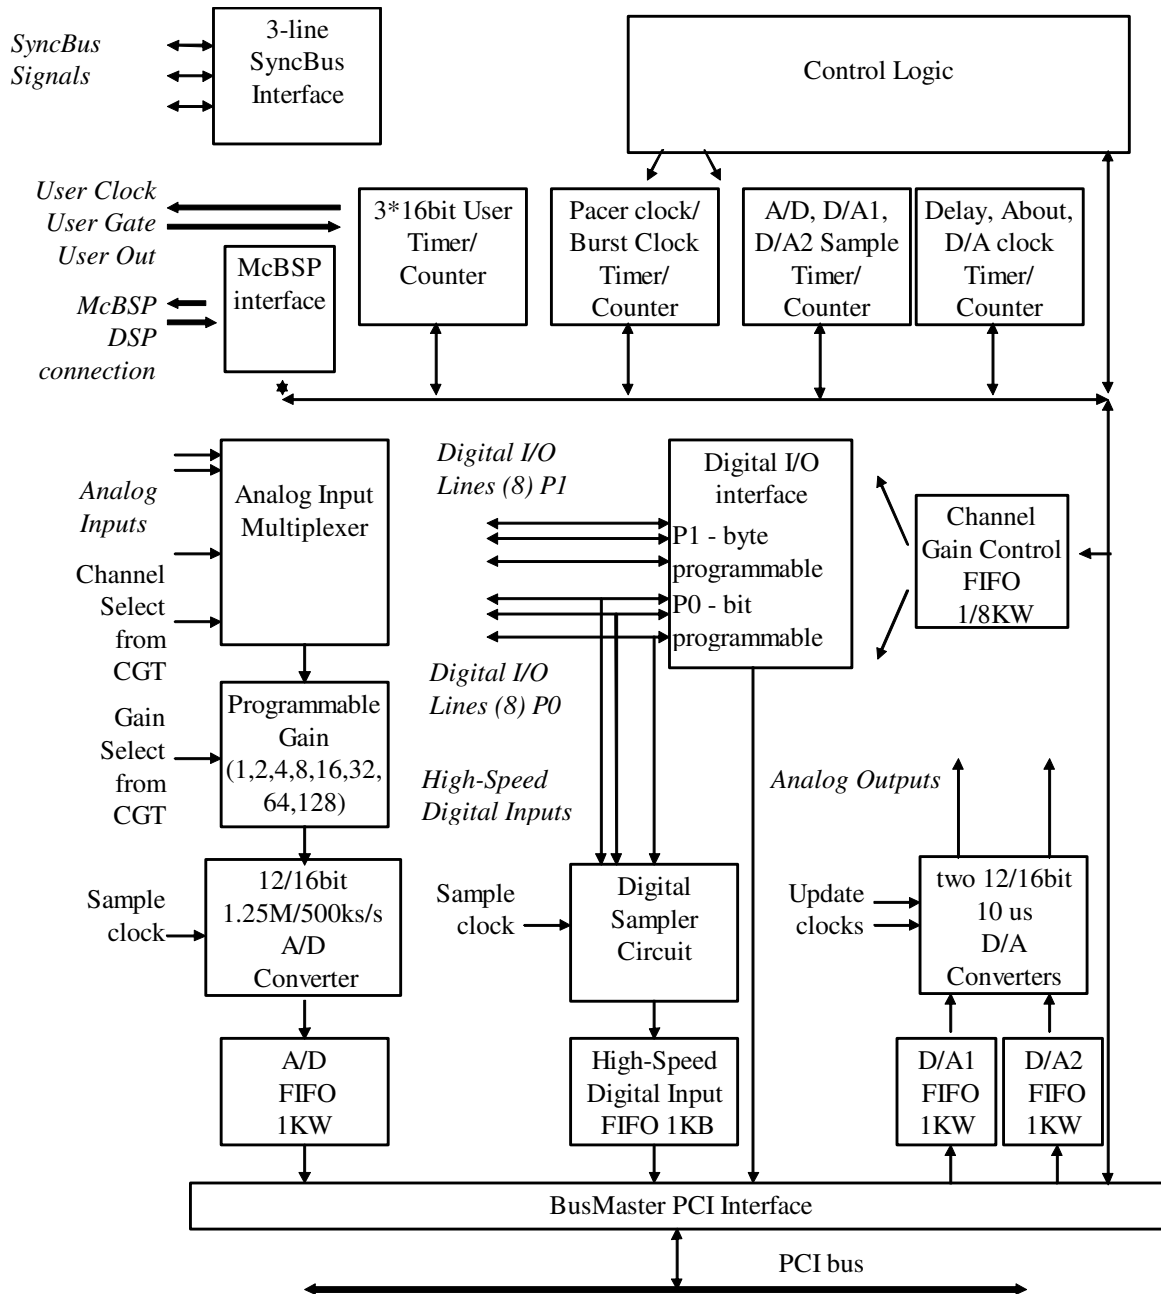 SyncBus
Signals
3-line
SyncBus
Interface
Control Logic
User Clock
User Gate
User Out
3*16bit User
Timer/
Counter
Pacer clock/
Burst Clock
Timer/
Counter
A/D, D/A1,
D/A2 Sample
Timer/
Counter
Delay, About,
D/A clock
Timer/
Counter
McBSP
interface
McBSP
DSP
connection
Analog
Inputs
Channel
Select
from
CGT
Analog Input
Multiplexer
Digital I/O
Lines (8) P1
Digital I/O
interface
P1 - byte
programmable
P0 - bit
programmable
Channel
Gain Control
FIFO
1/8KW
Digital I/O
Lines (8) P0
Gain
Select
from
CGT
Programmable
Gain
(1,2,4,8,16,32,
64,128)
High-Speed
Digital Inputs
Analog Outputs
Sample
clock
12/16bit
1.25M/500ks/s
A/D
Converter
Sample
clock
Digital
Sampler
Circuit
Update
clocks
two 12/16bit
10 us
D/A
Converters
A/D
FIFO
1KW
High-Speed
Digital Input
FIFO 1KB
D/A1
FIFO
1KW
D/A2
FIFO
1KW
BusMaster PCI Interface
PCI bus